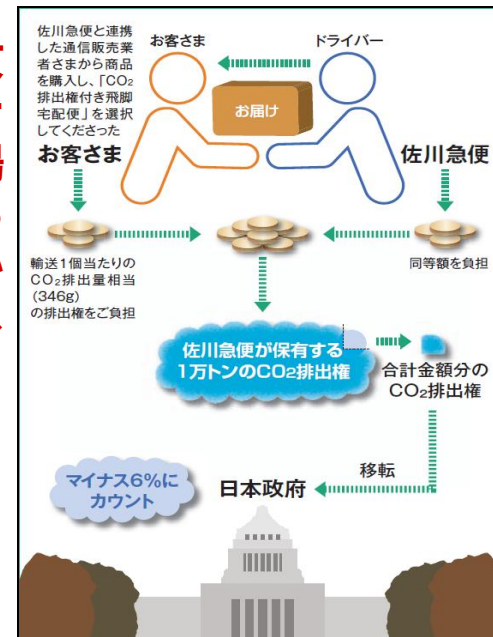 佐川急便と連携
した通信販売業
者さまから商品
を購入し、「CO₂
排出権付き飛脚
宅配便」を選択
してくださった
お客さま
お客さま
ドライバー
お届け
佐川急便
輸送1個当たりの
CO₂排出量相当
(346g)
の排出権をご負担
同等額を負担
佐川急便が保有する
1万トンのCO₂排出権
合計金額分の
CO₂排出権
移転
日本政府
マイナス6%に
カウント